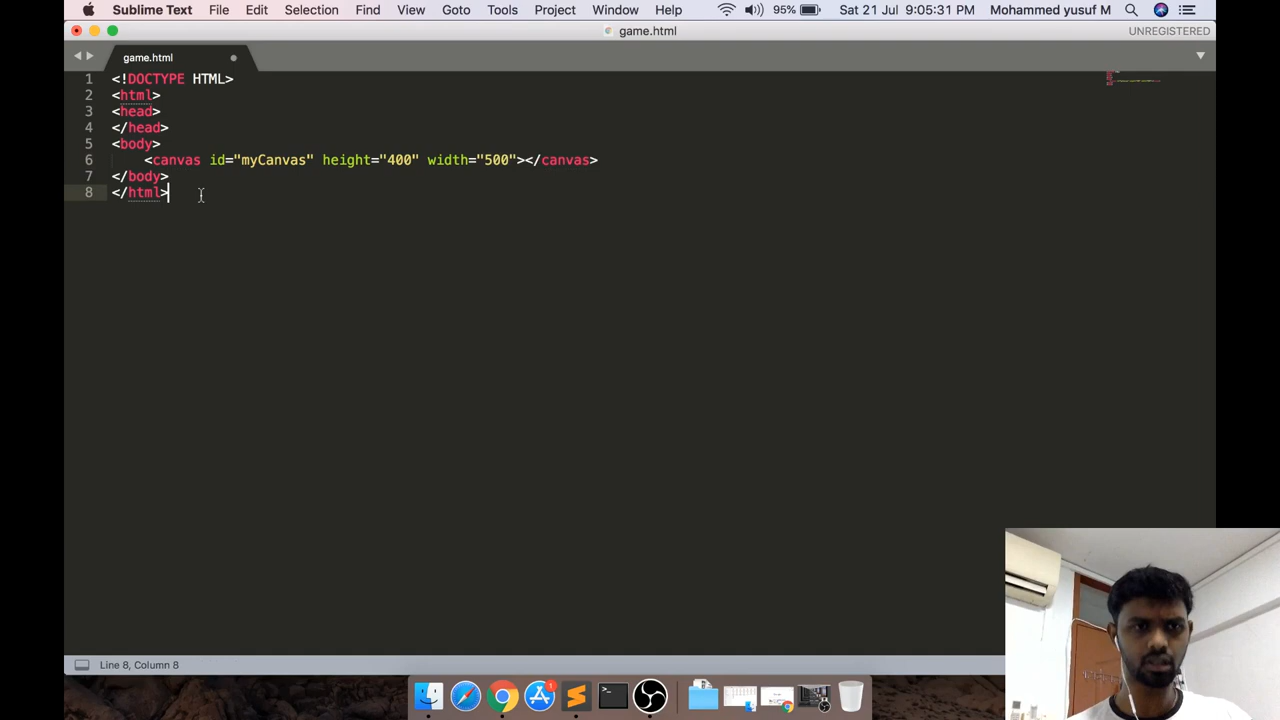 Sublime Text File Edit Selection Find View Goto Tools Project Window Help 95% Sat 21 Jul 9:05:31 PM Mohammed yusuf M
game.html UNREGISTERED
game.html
1 <!DOCTYPE HTML>
2 <html>
3 <head>
4 </head>
5 <body>
6 <canvas id="myCanvas" height="400" width="500"></canvas>
7 </body>
8 </html>
Line 8, Column 8
1
>_